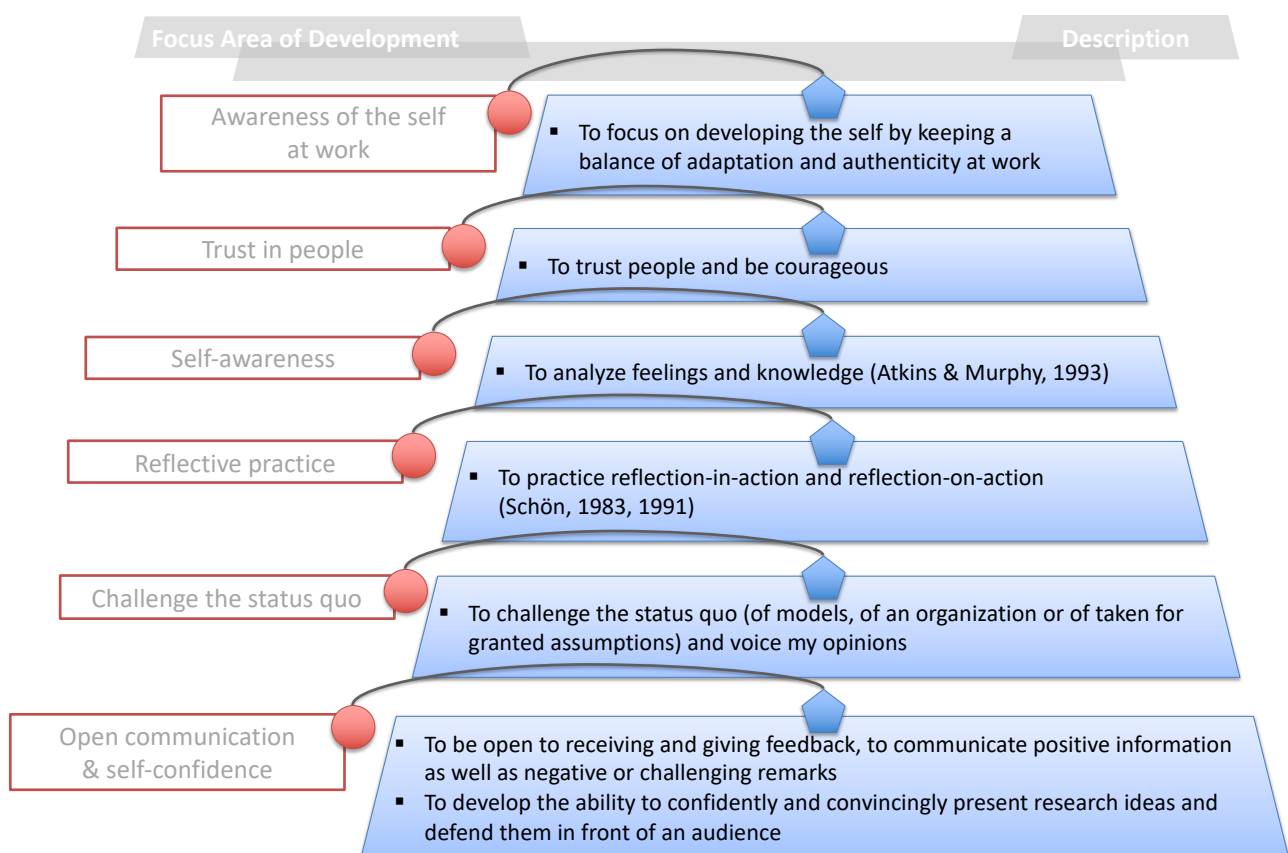 Focus Area of Development
Description
Awareness of the self
at work
▪ To focus on developing the self by keeping a
balance of adaptation and authenticity at work
Trust in people
▪ To trust people and be courageous
Self-awareness
▪ To analyze feelings and knowledge (Atkins & Murphy, 1993)
Reflective practice
▪ To practice reflection-in-action and reflection-on-action
(Schön, 1983, 1991)
Challenge the status quo
▪ To challenge the status quo (of models, of an organization or of taken for
granted assumptions) and voice my opinions
Open communication
& self-confidence
▪ To be open to receiving and giving feedback, to communicate positive information
as well as negative or challenging remarks
▪ To develop the ability to confidently and convincingly present research ideas and
defend them in front of an audience